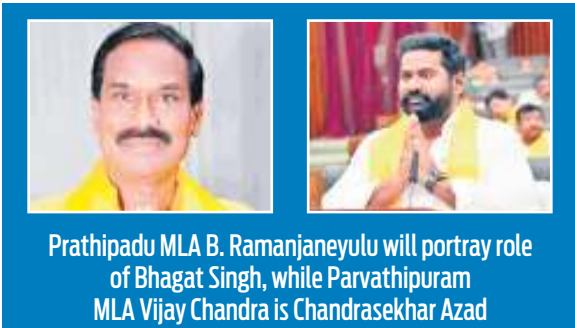 Prathipadu MLA B. Ramanjaneyulu will portray role
of Bhagat Singh, while Parvathipuram
MLA Vijay Chandra is Chandrasekhar Azad